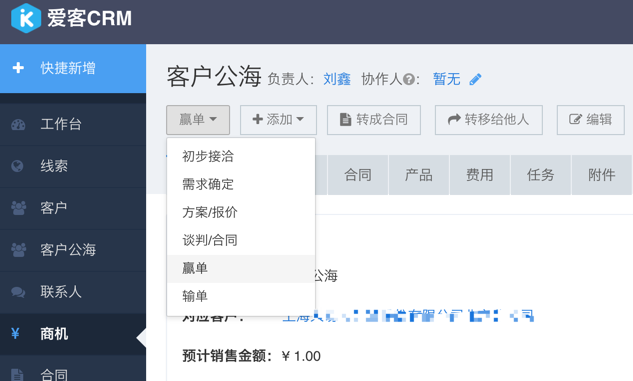 爱客CRM
快捷新增
工作台
线索
客户
客户公海
联系人
¥ 商机
合同
客户公海 负责人： 刘鑫 协作人?： 暂无
赢单 添加 转成合同 转移给他人 编辑
初步接洽
需求确定
方案/报价
谈判/合同
赢单
输单
合同 产品 费用 任务 附件
公海
对应客户：
预计销售金额： ¥ 1.00